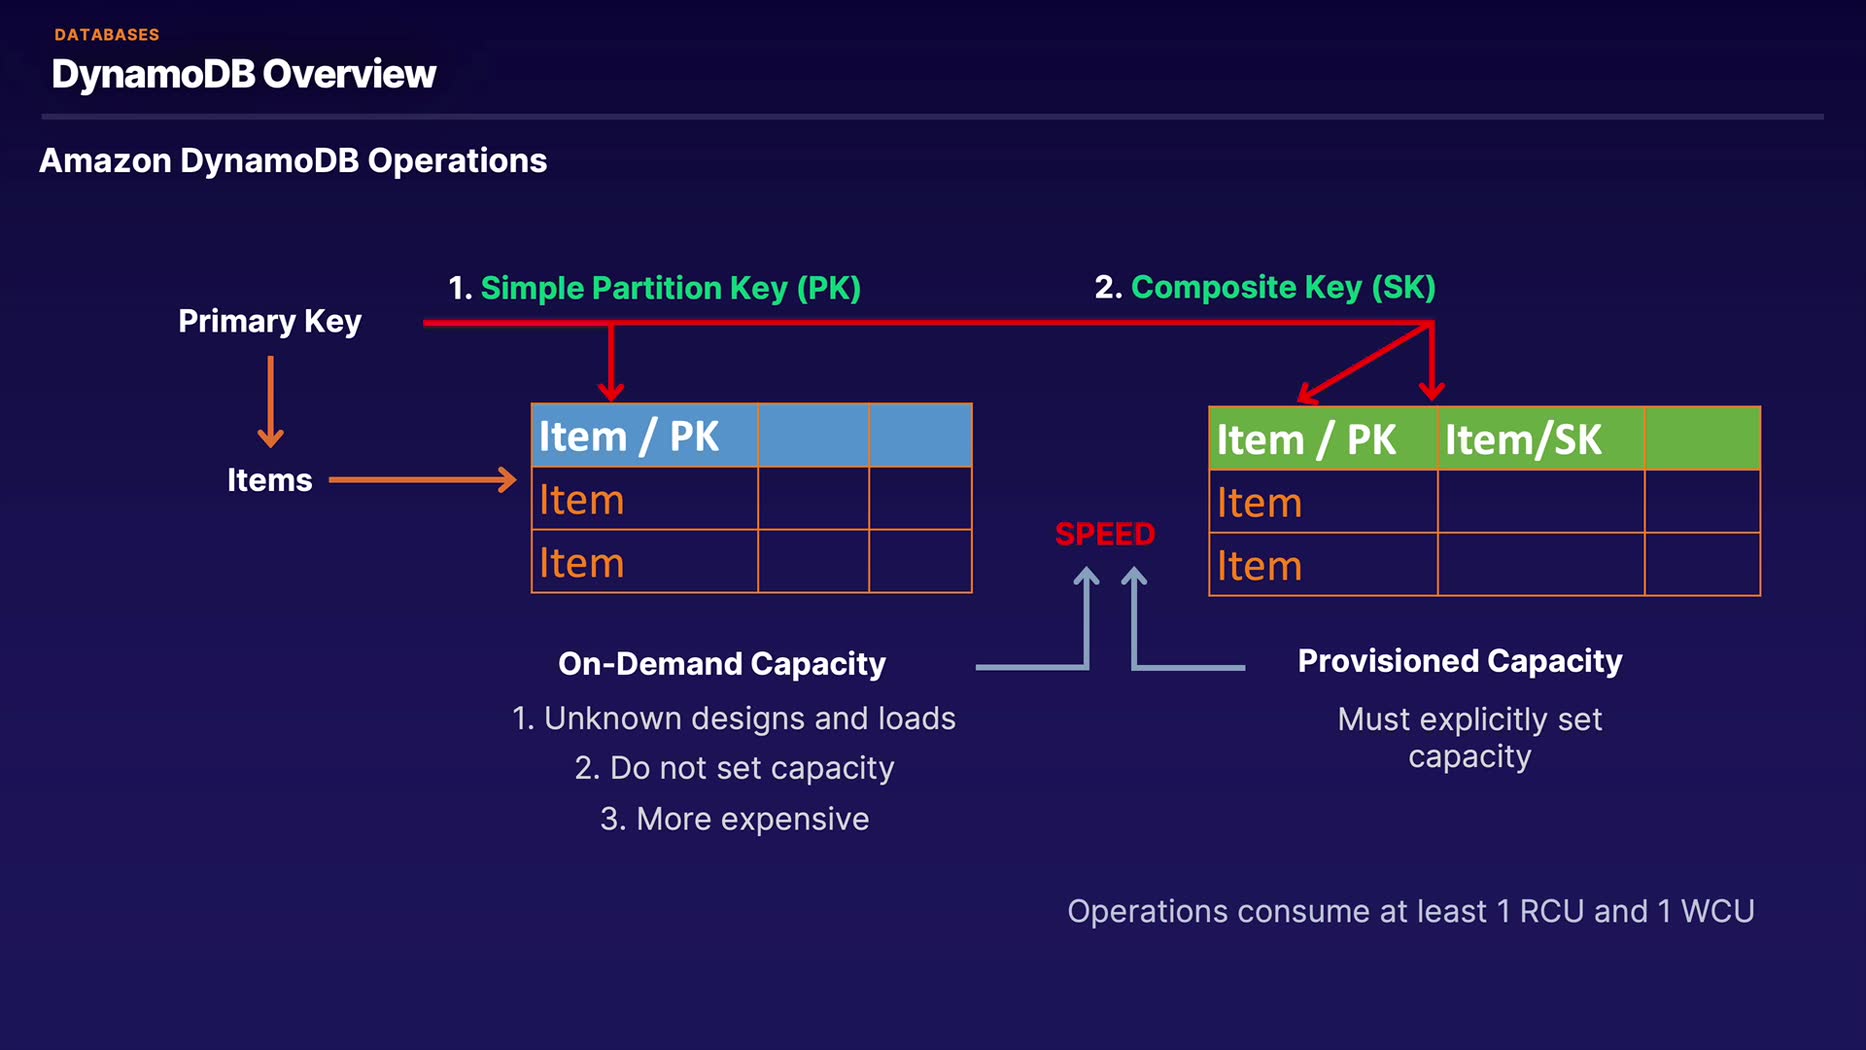 DATABASES
DynamoDB Overview
Amazon DynamoDB Operations
1. Simple Partition Key (PK)
2. Composite Key (SK)
Primary Key
Items
Item / PK
Item
Item
Item / PK Item/SK
Item
Item
SPEED
On-Demand Capacity
1. Unknown designs and loads
2. Do not set capacity
3. More expensive
Provisioned Capacity
Must explicitly set
capacity
Operations consume at least 1 RCU and 1 WCU